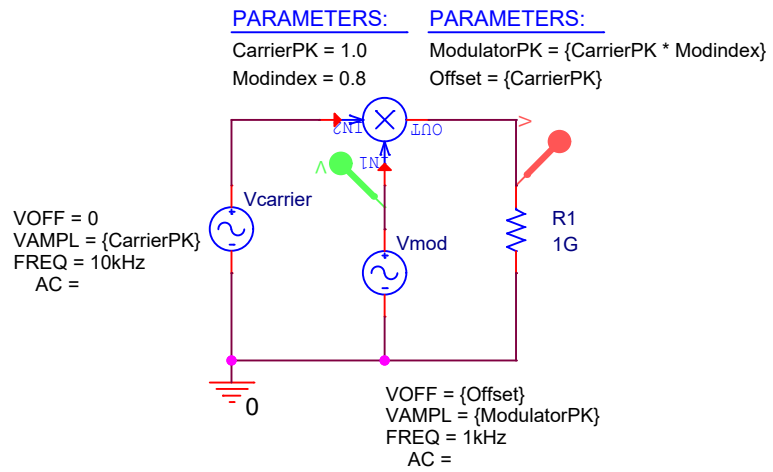 PARAMETERS:
CarrierPK = 1.0
Modindex = 0.8
PARAMETERS:
ModulatorPK = {CarrierPK * Modindex}
Offset = {CarrierPK}
IN2
OUT
IN1
V
V
Vcarrier
VOFF = 0
VAMPL = {CarrierPK}
FREQ = 10kHz
AC =
Vmod
R1
1G
0
VOFF = {Offset}
VAMPL = {ModulatorPK}
FREQ = 1kHz
AC =